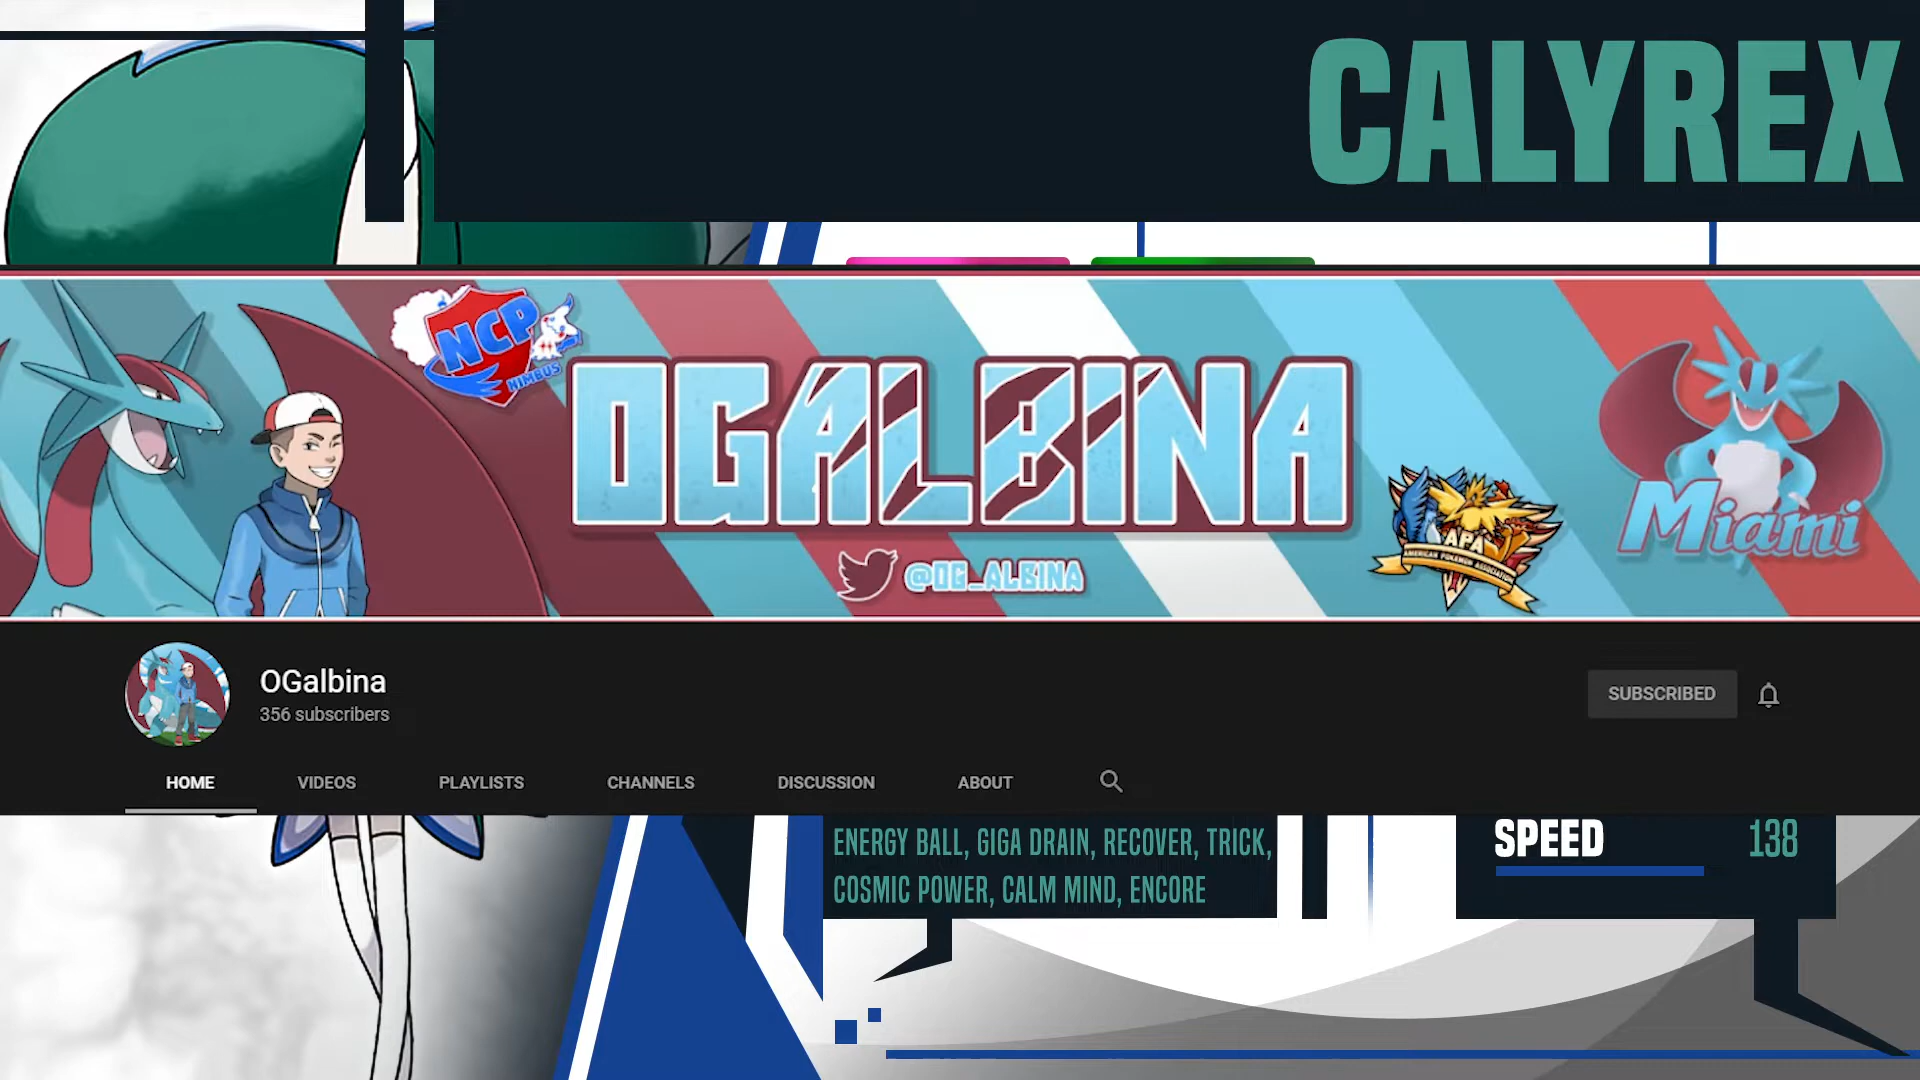 CALYREX
NCP
NIMBUS
OGALBINA
@OG_ALBINA
APA
AMERICAN POKEMON ASSOCIATION
Miami
OGalbina
356 subscribers
SUBSCRIBED
HOME VIDEOS PLAYLISTS CHANNELS DISCUSSION ABOUT
ENERGY BALL, GIGA DRAIN, RECOVER, TRICK,
COSMIC POWER, CALM MIND, ENCORE
SPEED 138